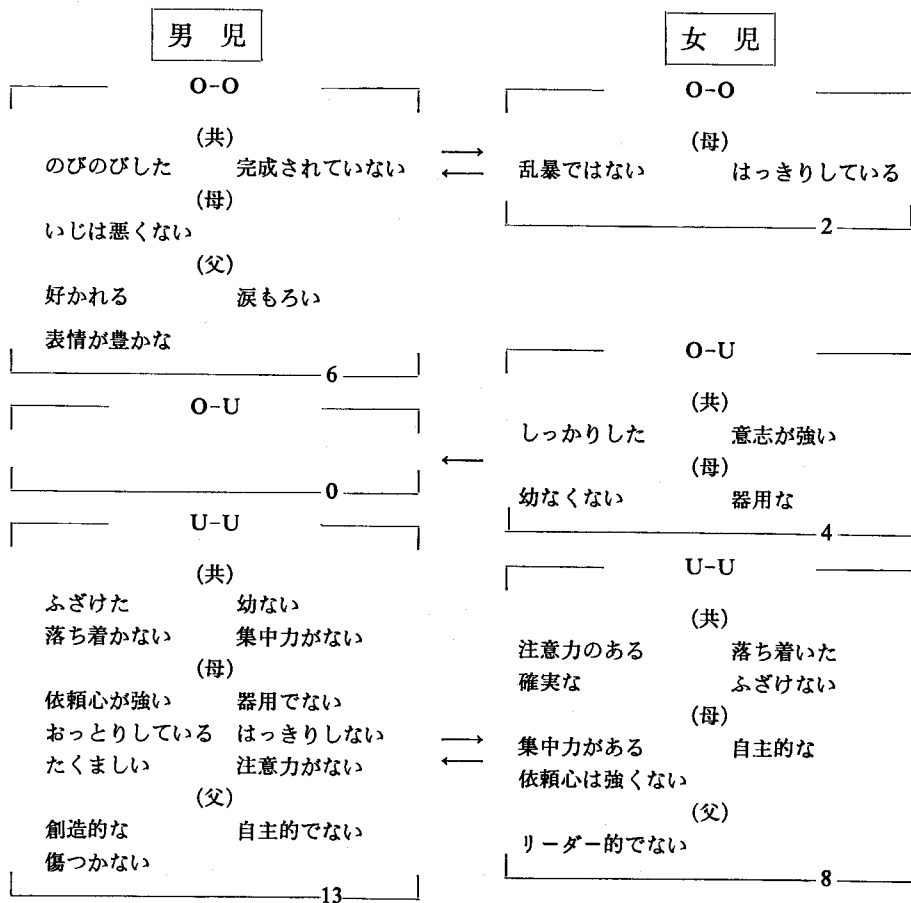 男 児
O-O
(共)
のびのびした 完成されていない
(母)
いじは悪くない
(父)
好かれる 涙もろい
表情が豊かな
6
O-U
0
U-U
(共)
ふざけた 幼ない
落ち着かない 集中力がない
(母)
依頼心が強い 器用でない
おっとりしている はっきりしない
たくましい 注意力がない
(父)
創造的な 自主的でない
傷つかない
13
→
←
←
→
←
女 児
O-O
(母)
乱暴ではない はっきりしている
2
O-U
(共)
しっかりした 意志が強い
(母)
幼なくない 器用な
4
U-U
(共)
注意力のある 落ち着いた
確実な ふざけない
(母)
集中力がある 自主的な
依頼心は強くない
(父)
リーダー的でない
8